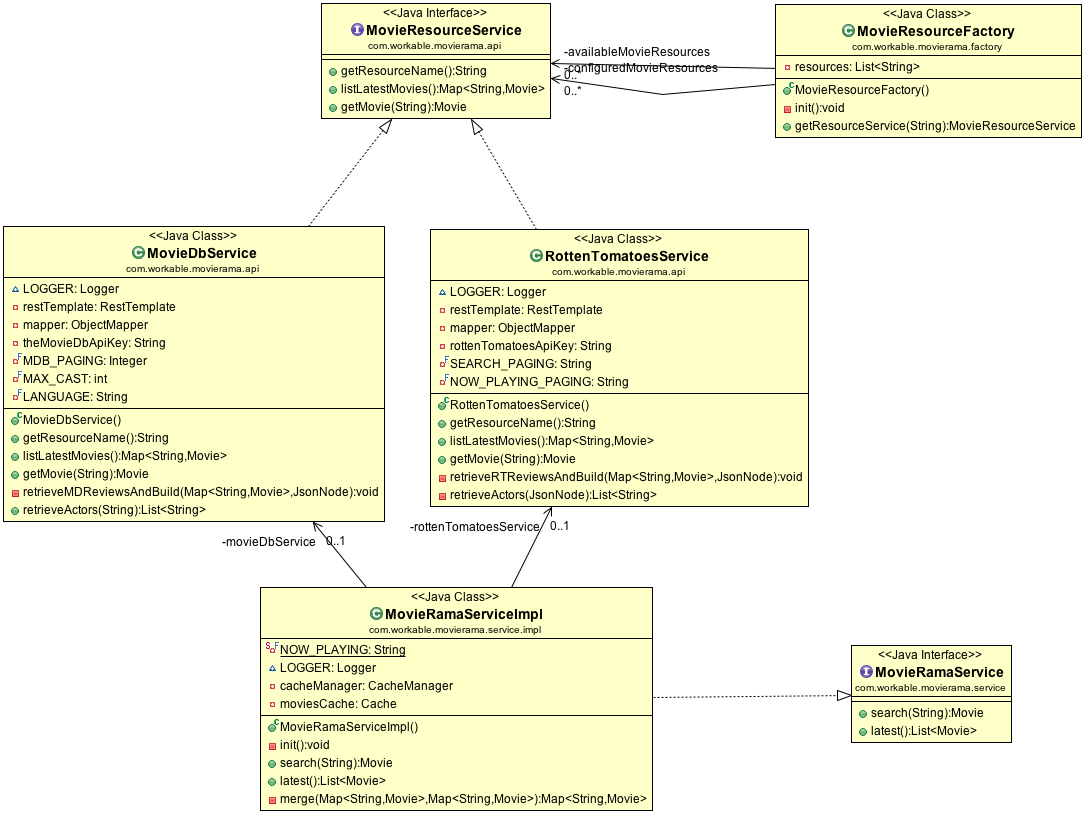 <<Java Interface>>
MovieResourceService
com.workable.movierama.api
getResourceName():String
listLatestMovies():Map<String,Movie>
getMovie(String):Movie
-availableMovieResources
0..*
-configuredMovieResources
0..*
<<Java Class>>
MovieResourceFactory
com.workable.movierama.factory
resources: List<String>
MovieResourceFactory()
init():void
getResourceService(String):MovieResourceService
<<Java Class>>
MovieDbService
com.workable.movierama.api
LOGGER: Logger
restTemplate: RestTemplate
mapper: ObjectMapper
theMovieDbApiKey: String
MDB_PAGING: Integer
MAX_CAST: int
LANGUAGE: String
MovieDbService()
getResourceName():String
listLatestMovies():Map<String,Movie>
getMovie(String):Movie
retrieveMDReviewsAndBuild(Map<String,Movie>,JsonNode):void
retrieveActors(String):List<String>
<<Java Class>>
RottenTomatoesService
com.workable.movierama.api
LOGGER: Logger
restTemplate: RestTemplate
mapper: ObjectMapper
rottenTomatoesApiKey: String
SEARCH_PAGING: String
NOW_PLAYING_PAGING: String
RottenTomatoesService()
getResourceName():String
listLatestMovies():Map<String,Movie>
getMovie(String):Movie
retrieveRTReviewsAndBuild(Map<String,Movie>,JsonNode):void
retrieveActors(JsonNode):List<String>
-movieDbService 0..1
-rottenTomatoesService 0..1
<<Java Class>>
MovieRamaServiceImpl
com.workable.movierama.service.impl
NOW_PLAYING: String
LOGGER: Logger
cacheManager: CacheManager
moviesCache: Cache
MovieRamaServiceImpl()
init():void
search(String):Movie
latest():List<Movie>
merge(Map<String,Movie>,Map<String,Movie>):Map<String,Movie>
<<Java Interface>>
MovieRamaService
com.workable.movierama.service
search(String):Movie
latest():List<Movie>